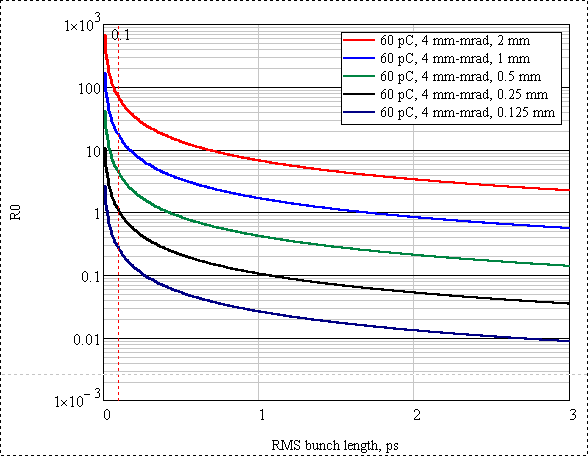 1×10³
0.1
60 pC, 4 mm-mrad, 2 mm
60 pC, 4 mm-mrad, 1 mm
60 pC, 4 mm-mrad, 0.5 mm
60 pC, 4 mm-mrad, 0.25 mm
60 pC, 4 mm-mrad, 0.125 mm
100
10
R0
1
0.1
0.01
1×10⁻³
0 1 2 3
RMS bunch length, ps